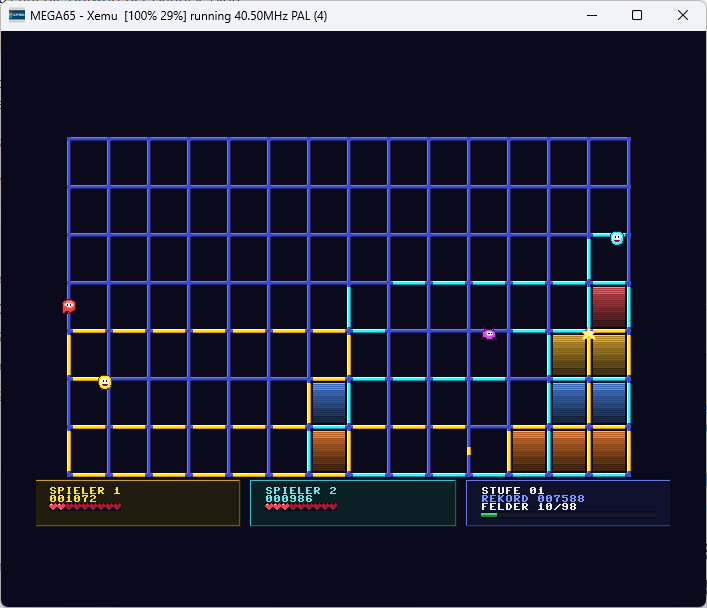 MEGA65 - Xemu  [100% 29%] running 40.50MHz PAL (4)
SPIELER 1
001072
SPIELER 2
000986
STUFE 01
REKORD 007588
FELDER 10/98